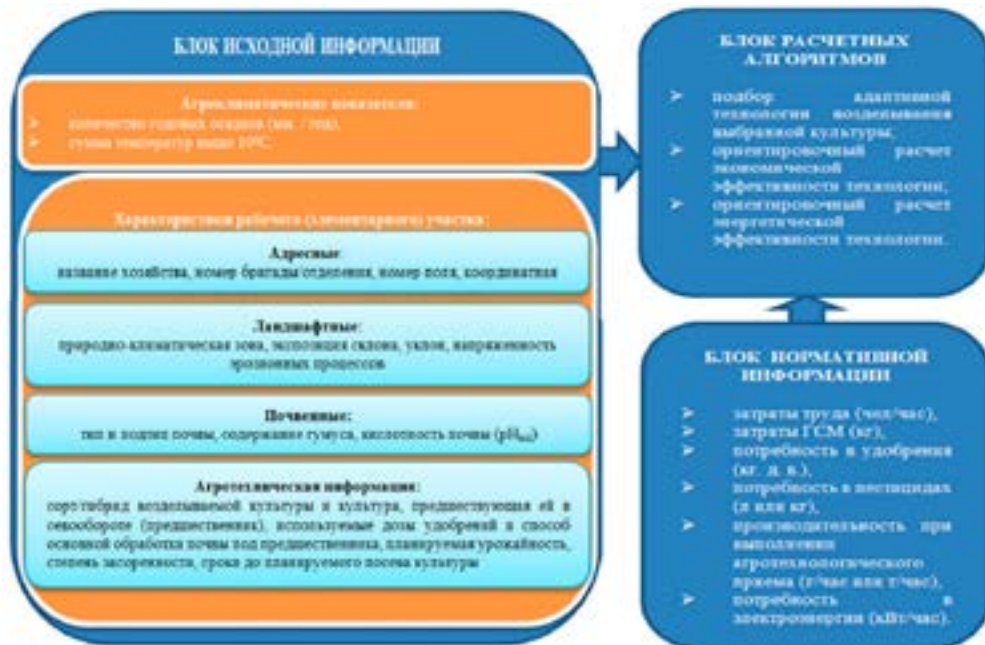 БЛОК ИСХОДНОЙ ИНФОРМАЦИИ
Агроклиматические показатели:
➤ количество годовых осадков (мм. / год),
➤ сумма температур выше 10ºС.
Характеристики рабочего (элементарного) участка:
Адресные:
название хозяйства, номер бригады/отделения, номер поля, координатная
Ландшафтные:
природно-климатическая зона, экспозиция склона, уклон, напряженность
эрозионных процессов
Почвенные:
тип и подтип почвы, содержание гумуса, кислотность почвы (pH
Агротехническая информация:
сорт/гибрид возделываемой культуры и культура, предшествующая ей в
севообороте (предшественник), используемые дозы удобрений и способ
основной обработки почвы под предшественника, планируемая урожайность,
степень засоренности, сроки до планируемого посева культуры
БЛОК РАСЧЕТНЫХ
АЛГОРИТМОВ
➤ подбор адаптивной
технологии возделывания
выбранной культуры;
➤ ориентировочный расчет
экономической
эффективности технологии;
➤ ориентировочный расчет
энергетической
эффективности технологии.
БЛОК НОРМАТИВНОЙ
ИНФОРМАЦИИ
➤ затраты труда (чел/час),
➤ затраты ГСМ (кг),
➤ потребность в удобрения
(кг. д. в.),
➤ потребность в пестицидах
(л или кг),
➤ производительность при
выполнении
агротехнологического
приема (г/час или т/час),
➤ потребность в
электроэнергии (кВт/час).